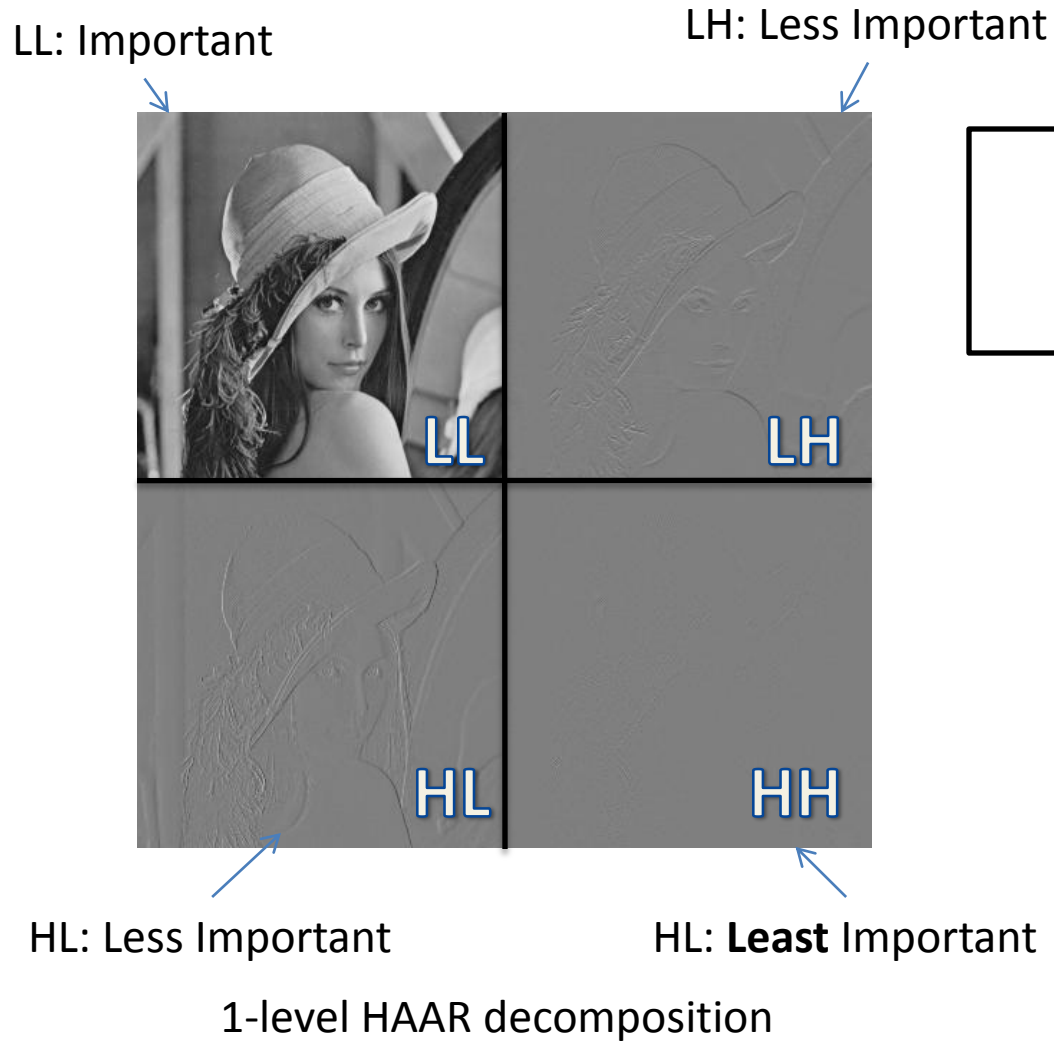 LL: Important
LH: Less Important
LL
LH
HL
HH
HL: Less Important
HL: Least Important
1-level HAAR decomposition